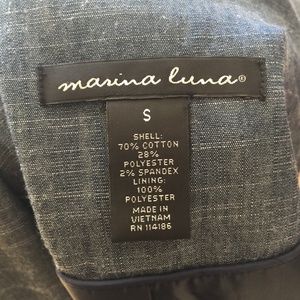 marina luna®
S
SHELL:
70% COTTON
28%
POLYESTER
2% SPANDEX
LINING:
100%
POLYESTER
MADE IN
VIETNAM
RN 114186